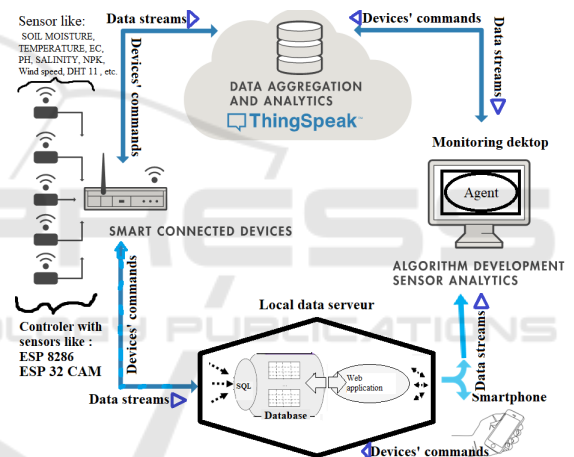 Sensor like:
SOIL MOISTURE,
TEMPERATURE, EC,
PH, SALINITY, NPK,
Wind speed, DHT 11 , etc.
Data streams
Devices' commands
Devices' commands
Data streams
DATA AGGREGATION
AND ANALYTICS
ThingSpeak™
Monitoring dektop
Agent
SMART CONNECTED DEVICES
ALGORITHM DEVELOPMENT
SENSOR ANALYTICS
Controler with
sensors like :
ESP 8286
ESP 32 CAM
Devices' commands
Data streams
Local data serveur
SQL
Database
Web
application
Data streams
Smartphone
Devices' commands